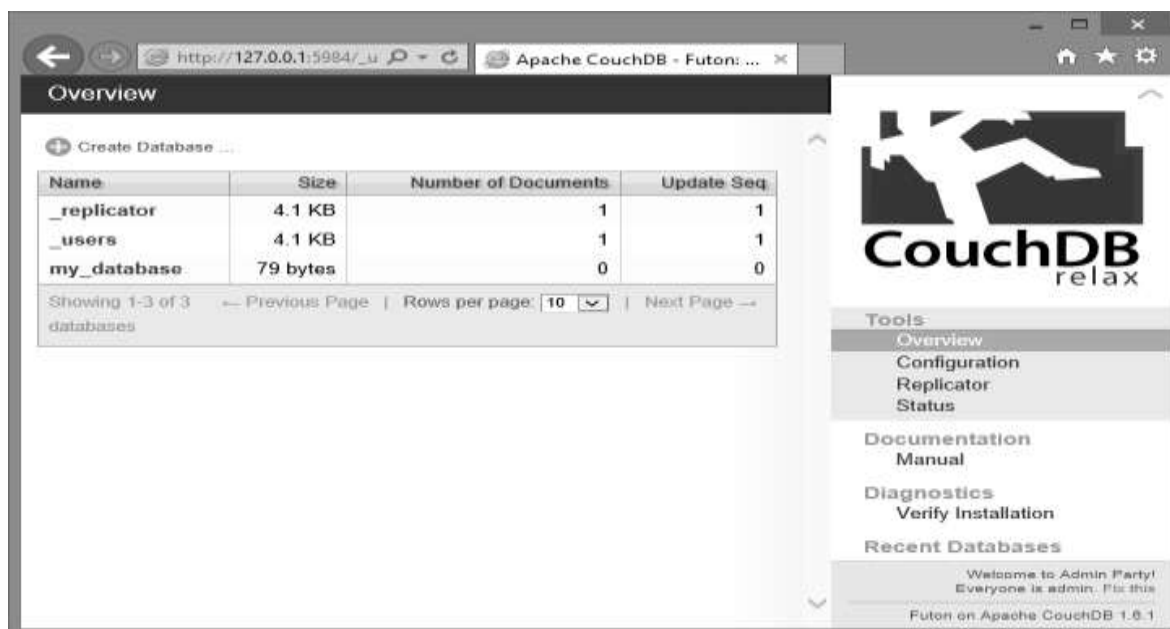 http://127.0.0.1:5984/_u
Apache CouchDB - Futon: ...
Overview
Create Database ...
Name Size Number of Documents Update Seq
_replicator 4.1 KB 1 1
_users 4.1 KB 1 1
my_database 79 bytes 0 0
Showing 1-3 of 3 databases ← Previous Page | Rows per page: 10 | Next Page →
CouchDB
relax
Tools
Overview
Configuration
Replicator
Status
Documentation
Manual
Diagnostics
Verify Installation
Recent Databases
Welcome to Admin Party!
Everyone is admin. Fix this
Futon on Apache CouchDB 1.6.1